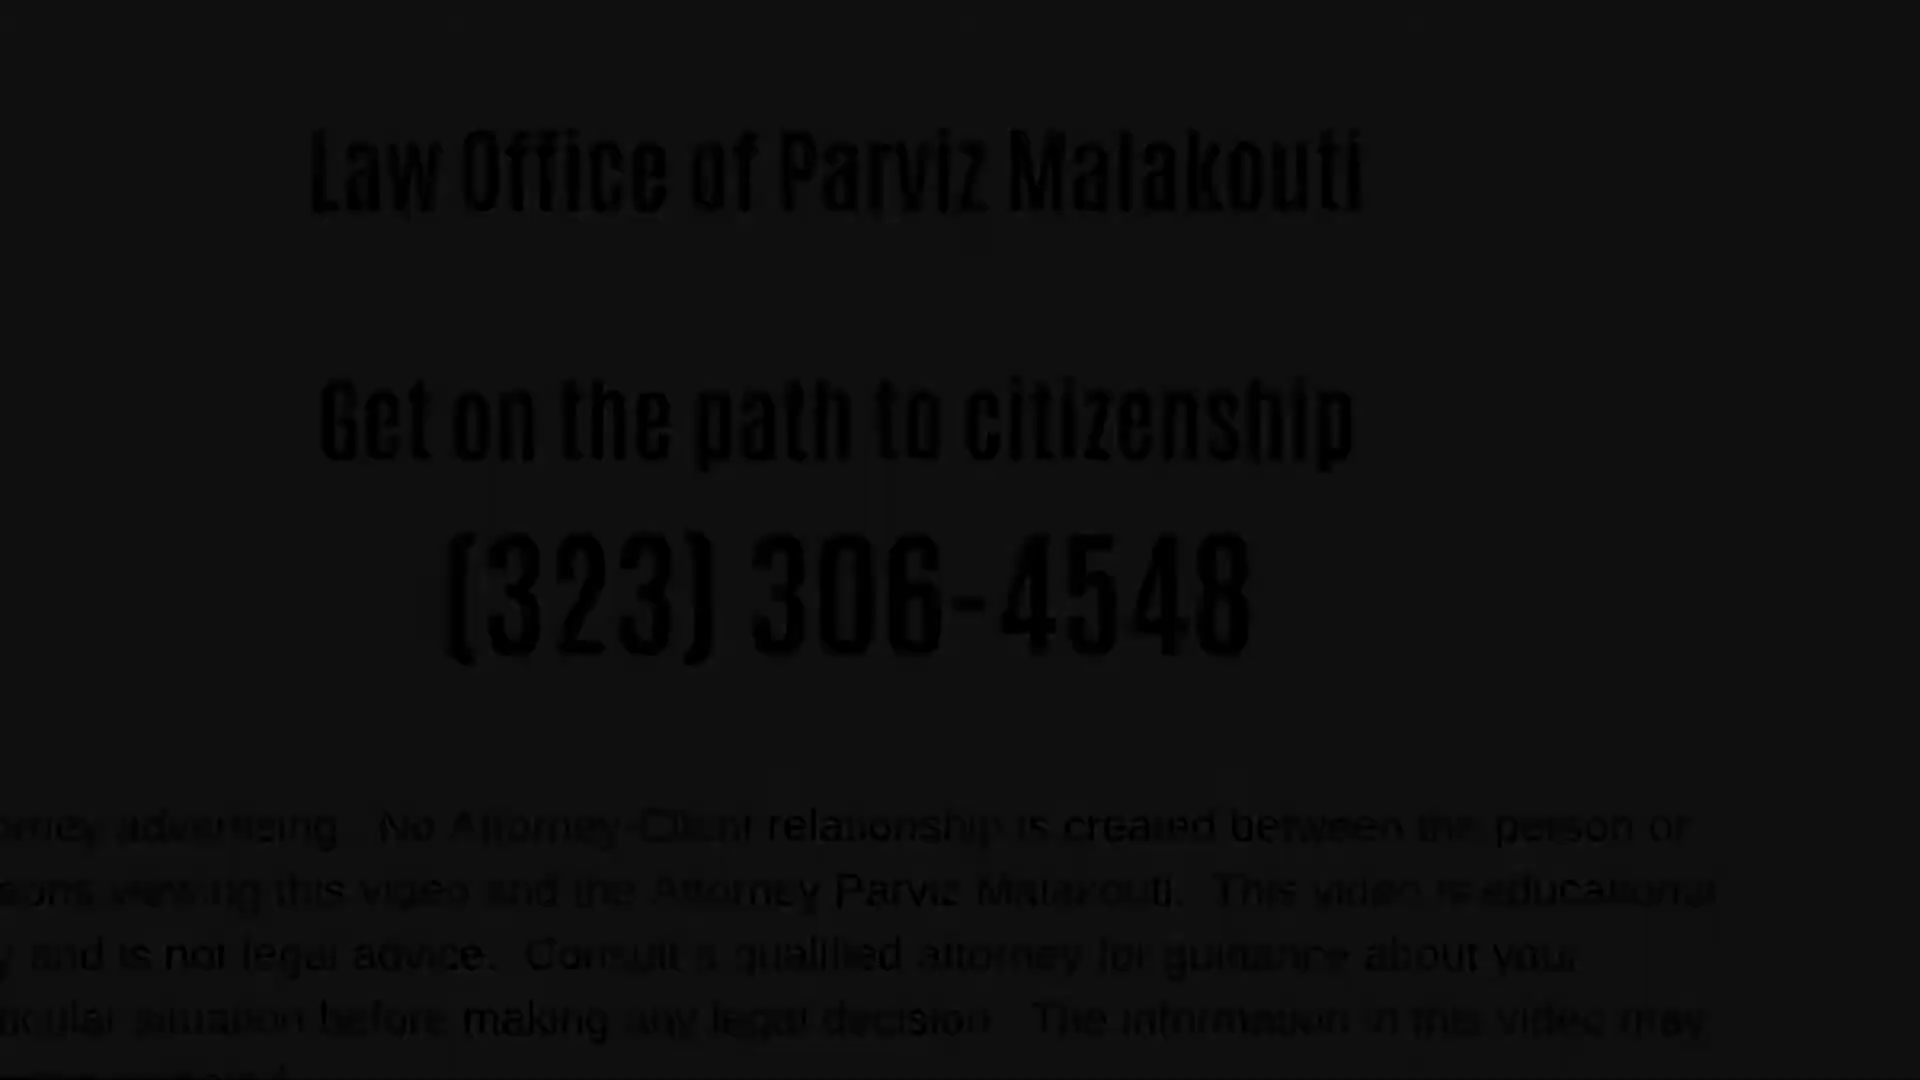 Law Office of Parviz Malakouti
Get on the path to citizenship
(323) 306-4548
advertising. No Attorney-Client relationship is created between the person or
viewing this video and the Attorney Parviz Malakouti. This video is educational
and is not legal advice. Consult a qualified attorney for guidance about your
situation before making any legal decision. The information in this video may